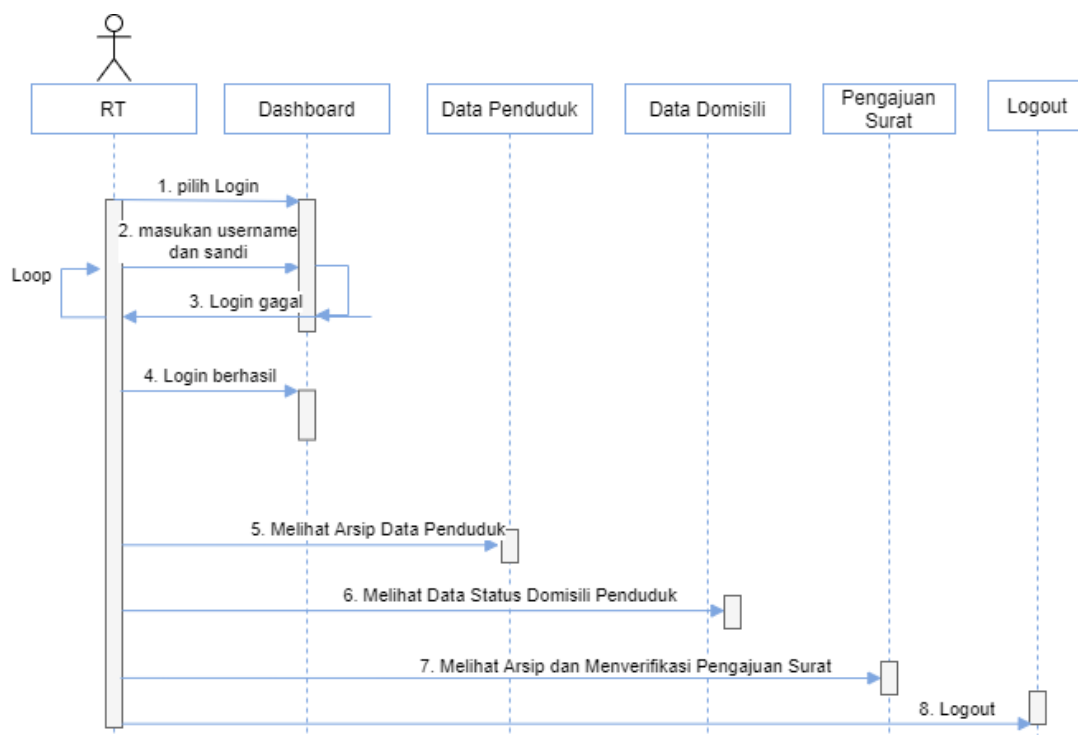 RT
Dashboard
Data Penduduk
Data Domisili
Pengajuan
Surat
Logout
1. pilih Login
2. masukan username
dan sandi
Loop
3. Login gagal
4. Login berhasil
5. Melihat Arsip Data Penduduk
6. Melihat Data Status Domisili Penduduk
7. Melihat Arsip dan Menverifikasi Pengajuan Surat
8. Logout